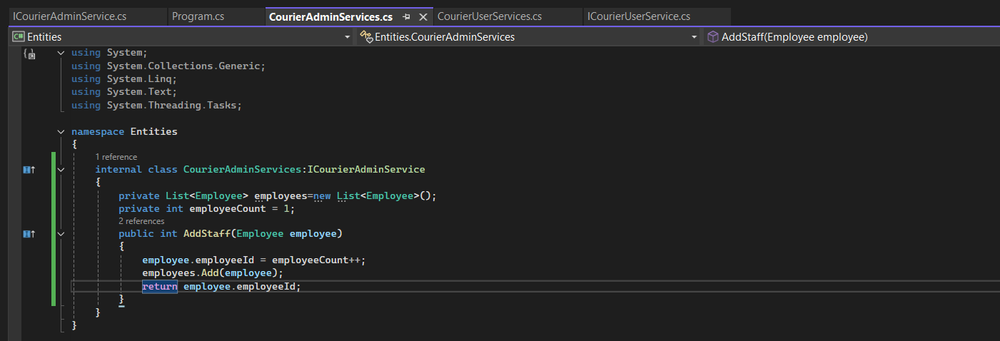 ICourierAdminService.cs Program.cs CourierAdminServices.cs CourierUserServices.cs ICourierUserService.cs
C# Entities Entities.CourierAdminServices AddStaff(Employee employee)
using System;
using System.Collections.Generic;
using System.Linq;
using System.Text;
using System.Threading.Tasks;
namespace Entities
{
1 reference
internal class CourierAdminServices:ICourierAdminService
{
private List<Employee> employees=new List<Employee>();
private int employeeCount = 1;
2 references
public int AddStaff(Employee employee)
{
employee.employeeId = employeeCount++;
employees.Add(employee);
return employee.employeeId;
}
}
}